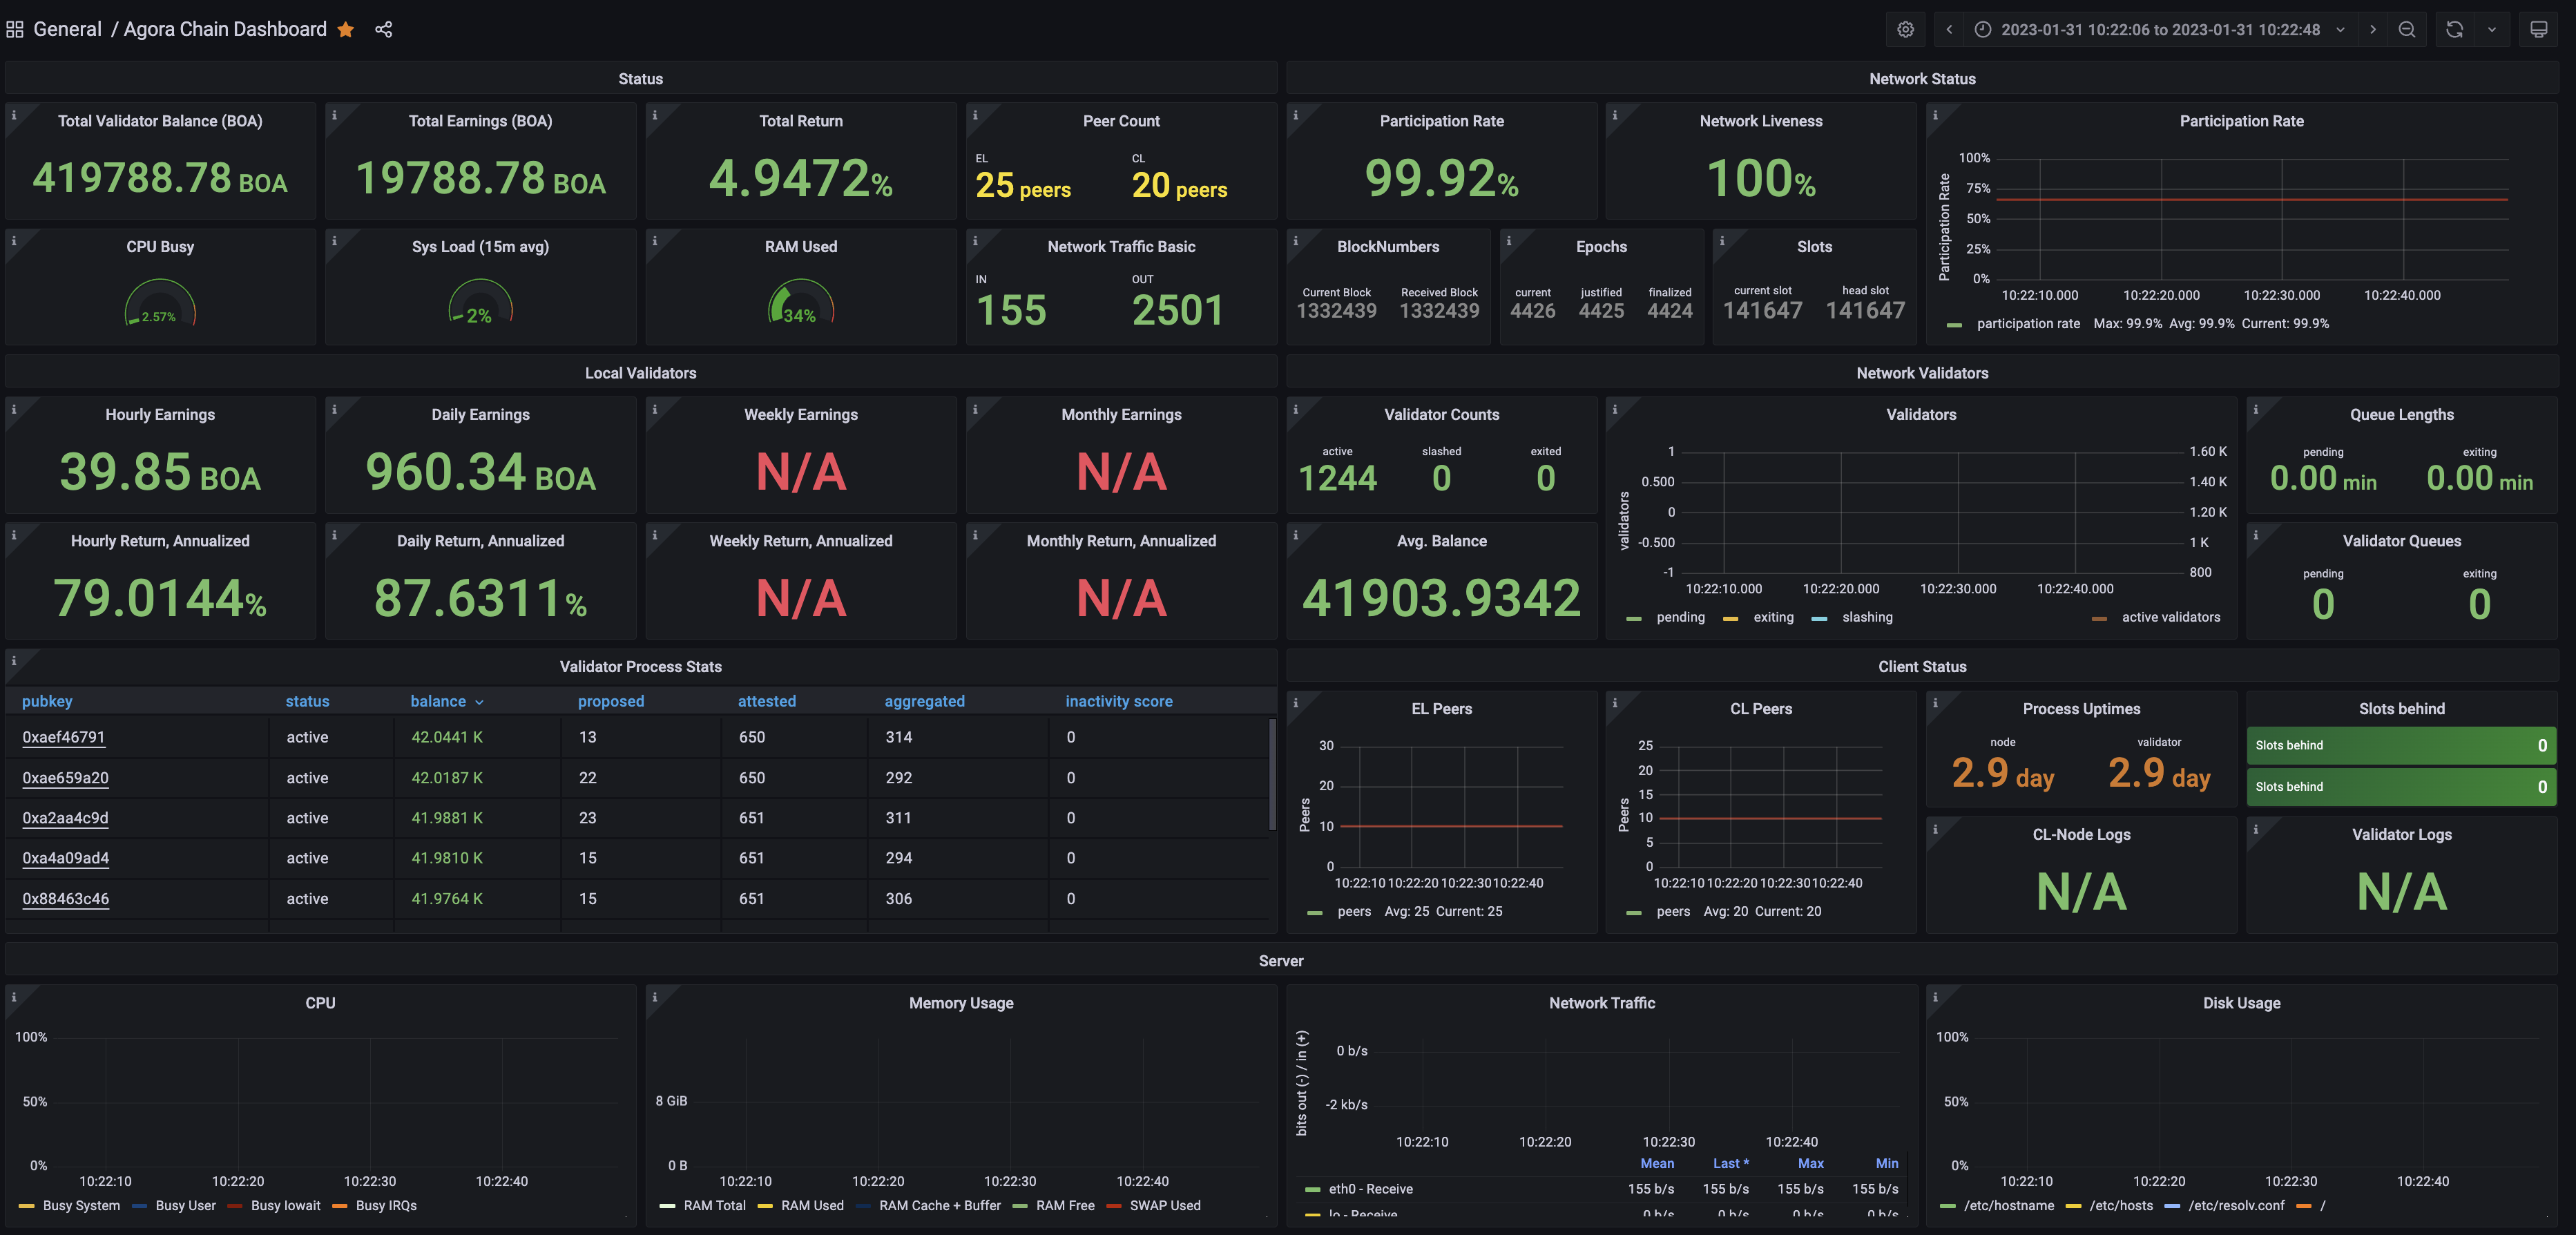 General / Agora Chain Dashboard
2023-01-31 10:22:06 to 2023-01-31 10:22:48
Status
Total Validator Balance (BOA)
419788.78 BOA
Total Earnings (BOA)
19788.78 BOA
Total Return
4.9472%
Peer Count
EL CL
25 peers 20 peers
CPU Busy
2.57%
Sys Load (15m avg)
2%
RAM Used
34%
Network Traffic Basic
IN OUT
155 2501
Network Status
Participation Rate
99.92%
Network Liveness
100%
BlockNumbers
Current Block Received Block
1332439 1332439
Epochs
current justified finalized
4426 4425 4424
Slots
current slot head slot
141647 141647
Participation Rate
Participation Rate
100%
75%
50%
25%
0%
10:22:10.000 10:22:20.000 10:22:30.000 10:22:40.000
participation rate Max: 99.9% Avg: 99.9% Current: 99.9%
Local Validators
Hourly Earnings
39.85 BOA
Daily Earnings
960.34 BOA
Weekly Earnings
N/A
Monthly Earnings
N/A
Hourly Return, Annualized
79.0144%
Daily Return, Annualized
87.6311%
Weekly Return, Annualized
N/A
Monthly Return, Annualized
N/A
Network Validators
Validator Counts
active slashed exited
1244 0 0
Avg. Balance
41903.9342
Validators
validators
1 1.60 K
0.500 1.40 K
0 1.20 K
-0.500 1 K
-1 800
10:22:10.000 10:22:20.000 10:22:30.000 10:22:40.000
pending exiting slashing active validators
Queue Lengths
pending exiting
0.00 min 0.00 min
Validator Queues
pending exiting
0 0
Validator Process Stats
pubkey status balance proposed attested aggregated inactivity score
0xaef46791 active 42.0441 K 13 650 314 0
0xae659a20 active 42.0187 K 22 650 292 0
0xa2aa4c9d active 41.9881 K 23 651 311 0
0xa4a09ad4 active 41.9810 K 15 651 294 0
0x88463c46 active 41.9764 K 15 651 306 0
Client Status
EL Peers
Peers
30
20
10
0
10:22:10 10:22:20 10:22:30 10:22:40
peers Avg: 25 Current: 25
CL Peers
Peers
25
20
15
10
5
0
10:22:10 10:22:20 10:22:30 10:22:40
peers Avg: 20 Current: 20
Process Uptimes
node validator
2.9 day 2.9 day
Slots behind
Slots behind 0
Slots behind 0
CL-Node Logs
N/A
Validator Logs
N/A
Server
CPU
100%
50%
0%
10:22:10 10:22:20 10:22:30 10:22:40
Busy System Busy User Busy Iowait Busy IRQs
Memory Usage
8 GiB
0 B
10:22:10 10:22:20 10:22:30 10:22:40
RAM Total RAM Used RAM Cache + Buffer RAM Free SWAP Used
Network Traffic
bits out (-) / in (+)
0 b/s
-2 kb/s
10:22:10 10:22:20 10:22:30 10:22:40
Mean Last * Max Min
eth0 - Receive 155 b/s 155 b/s 155 b/s 155 b/s
lo - Receive 0 b/s 0 b/s 0 b/s 0 b/s
Disk Usage
100%
50%
0%
10:22:10 10:22:20 10:22:30 10:22:40
/etc/hostname /etc/hosts /etc/resolv.conf /